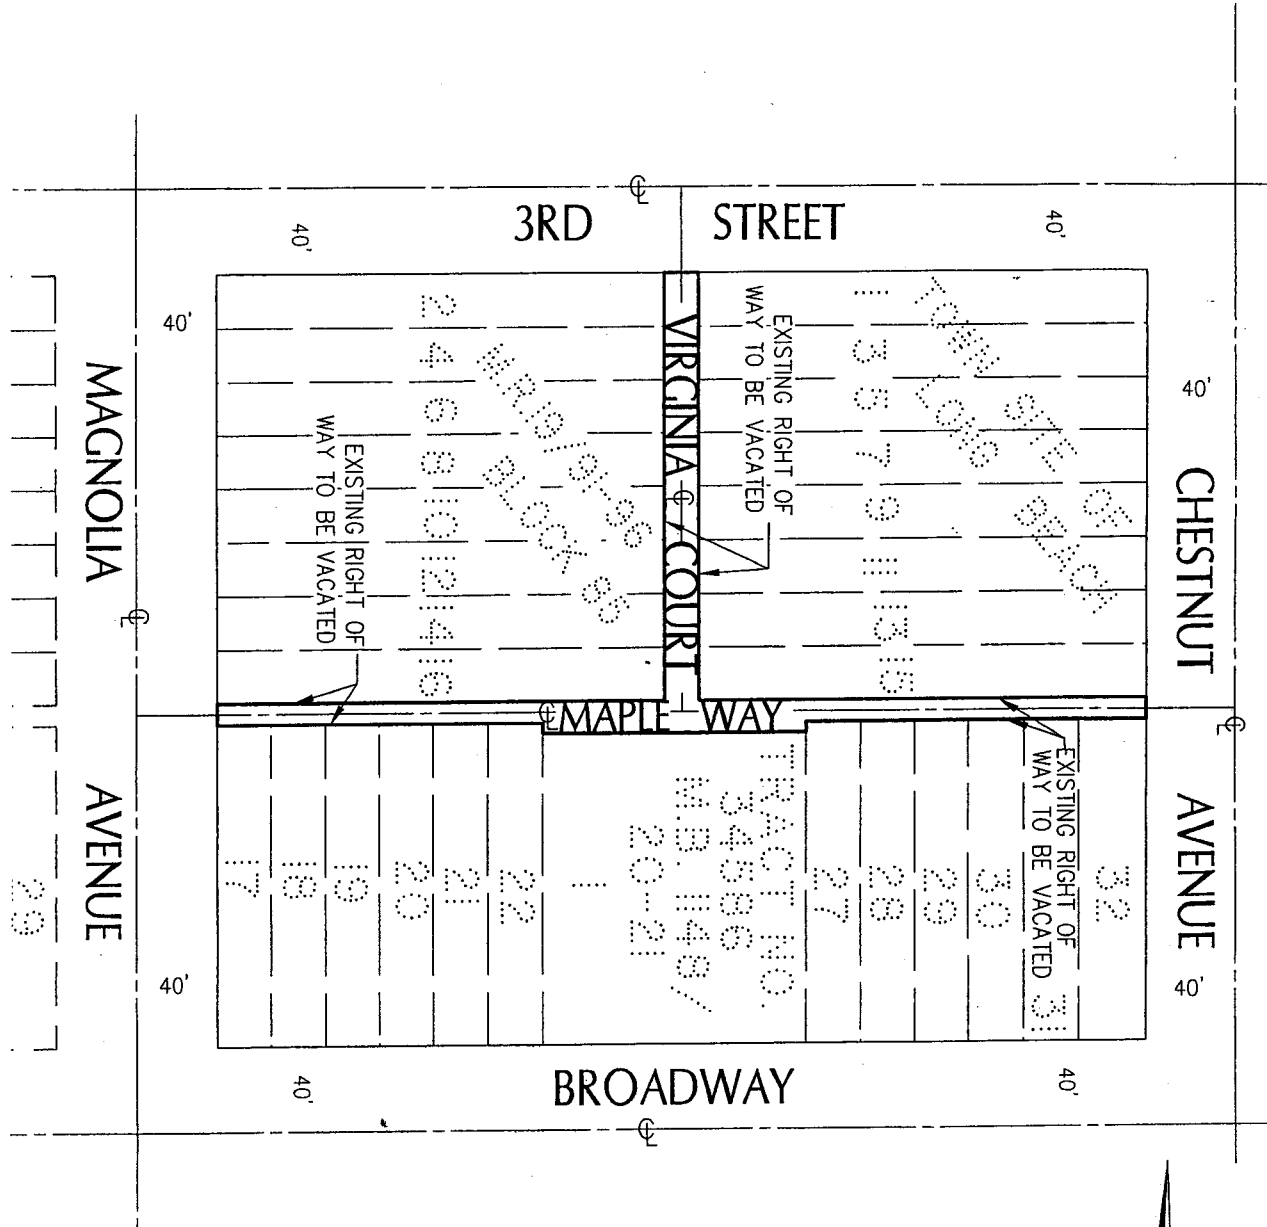 3RD STREET
40'
40'
40'
40'
MAGNOLIA
AVENUE
CHESTNUT
AVENUE
VIRGINIA COURT
EXISTING RIGHT OF
WAY TO BE VACATED
EXISTING RIGHT OF
WAY TO BE VACATED
TOWN SITE OF
LONG BEACH
M.R. 19/91-96
BLOCK 88
2
4
6
8
10
12
14
16
1
3
5
7
9
11
13
15
MAPLE WAY
EXISTING RIGHT OF
WAY TO BE VACATED
TRACT NO.
34586
M.B. 1148/
20-21
1
17
18
19
20
21
22
27
28
29
30
31
32
29
40'
40'
BROADWAY
40'
40'